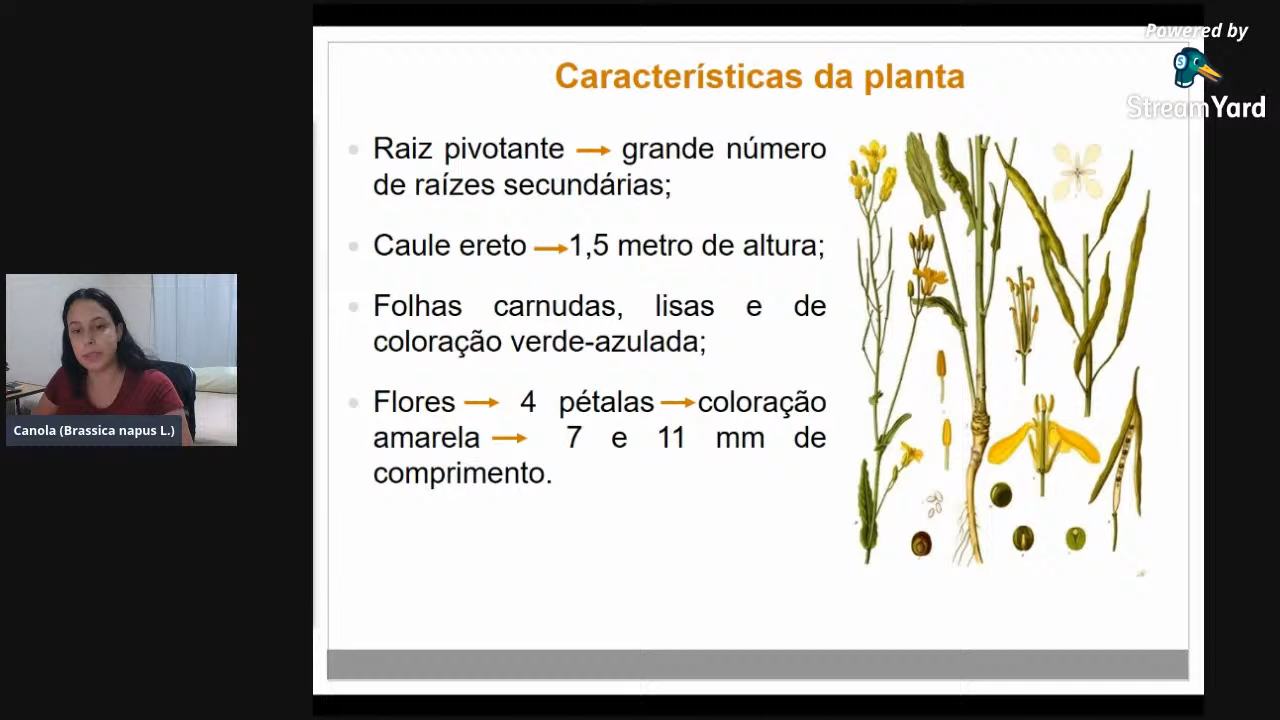 Powered by
StreamYard
Características da planta
Raiz pivotante → grande número
de raízes secundárias;
Caule ereto →1,5 metro de altura;
Folhas carnudas, lisas e de
coloração verde-azulada;
Flores → 4 pétalas →coloração
amarela → 7 e 11 mm de
comprimento.
Canola (Brassica napus L.)